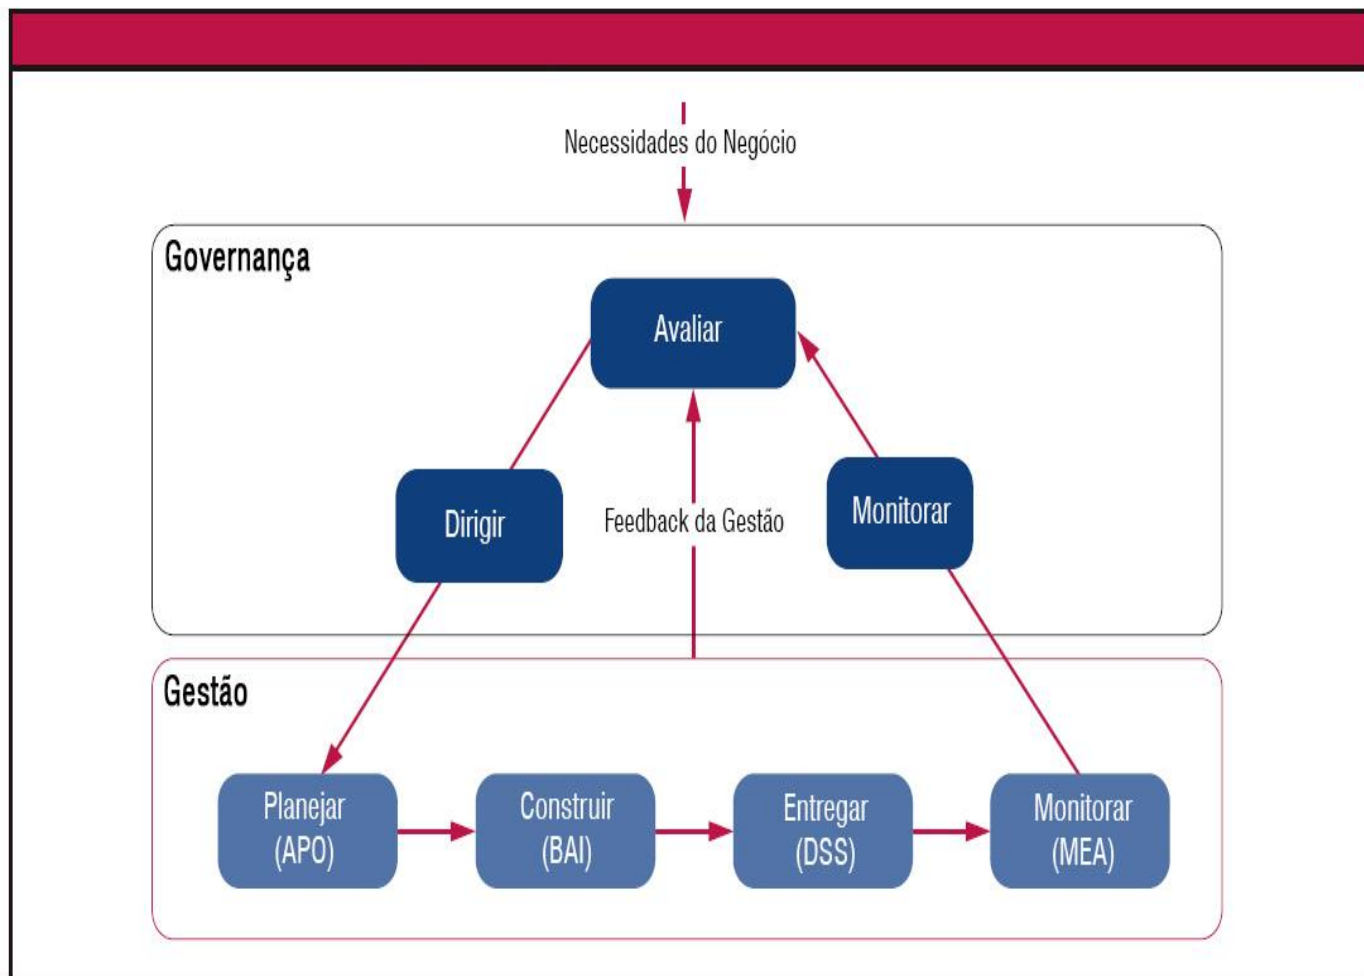 Necessidades do Negócio
Governança
Avaliar
Dirigir
Feedback da Gestão
Monitorar
Gestão
Planejar
(APO)
Construir
(BAI)
Entregar
(DSS)
Monitorar
(MEA)